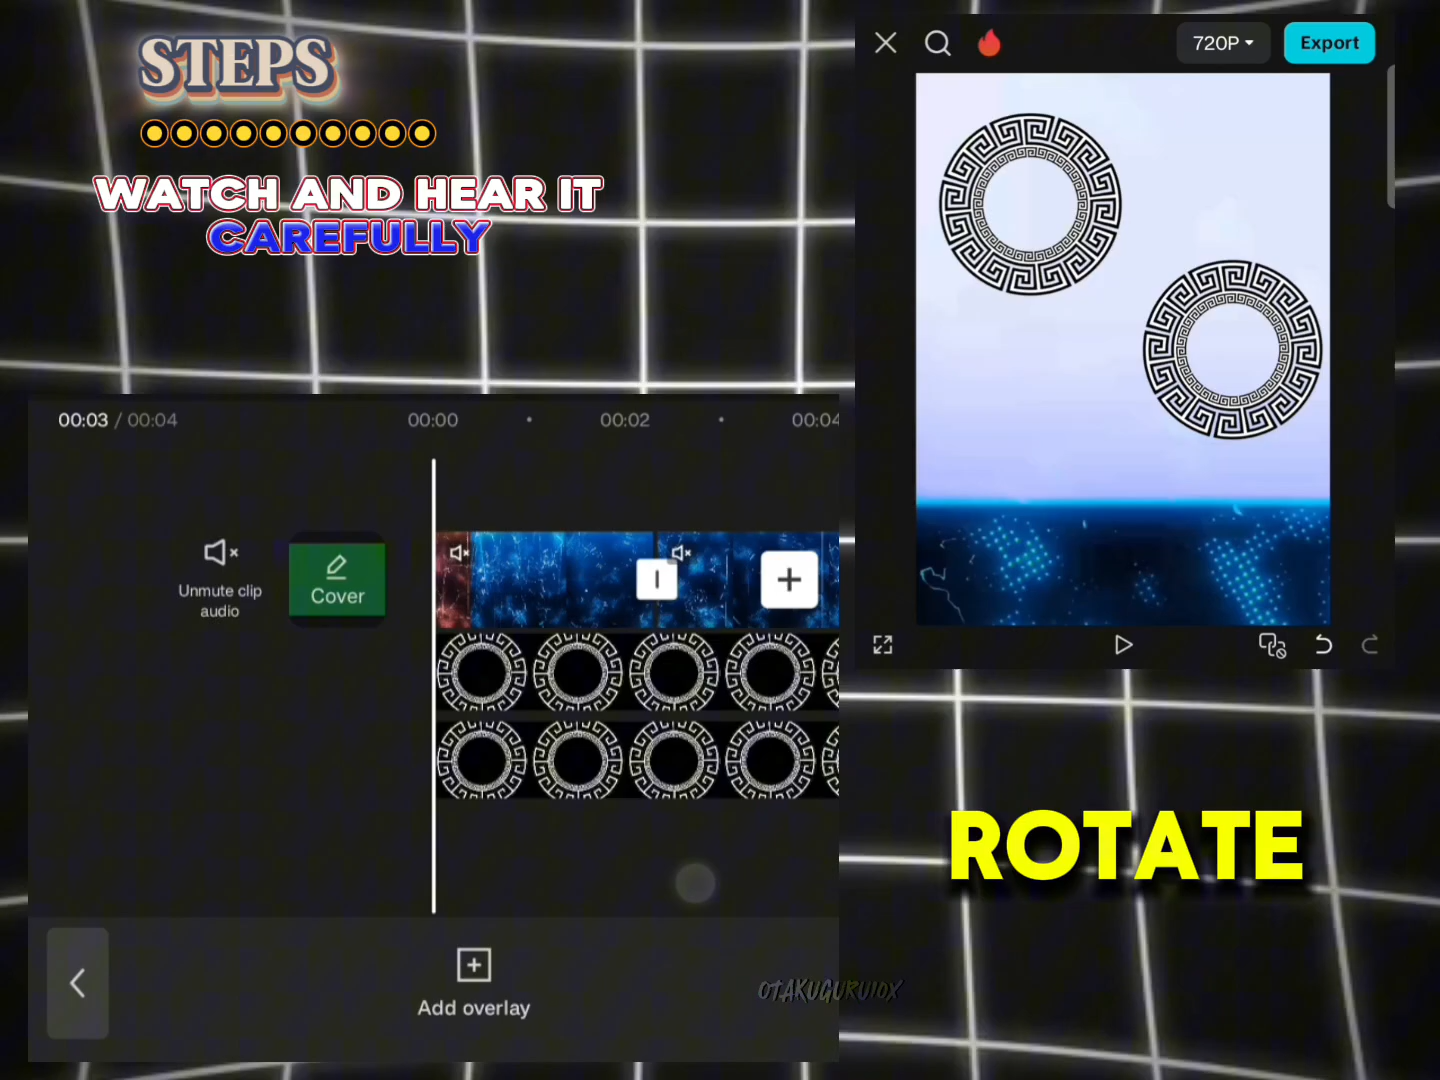 STEPS
WATCH AND HEAR IT
CAREFULLY
720P
Export
00:03 / 00:04
00:00
00:02
00:04
Unmute clip
audio
Cover
Add overlay
ROTATE
OTAKUGURU10X